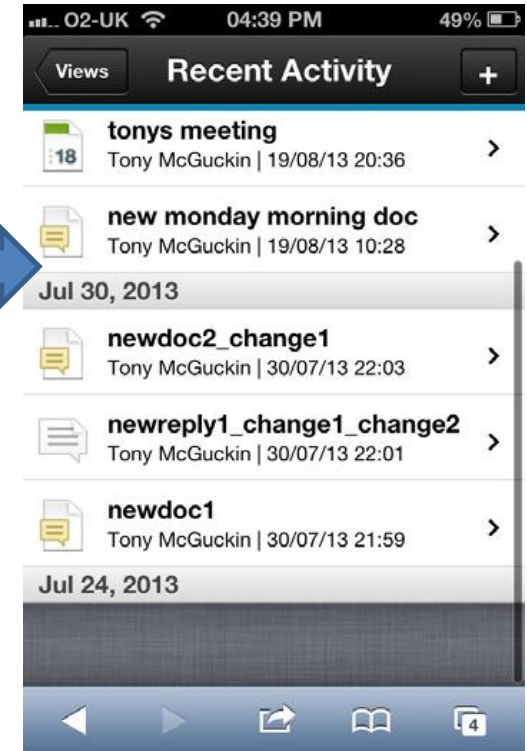 O2-UK 04:39 PM 49%
Views Recent Activity +
tonys meeting
18
Tony McGuckin | 19/08/13 20:36
new monday morning doc
Tony McGuckin | 19/08/13 10:28
Jul 30, 2013
newdoc2_change1
Tony McGuckin | 30/07/13 22:03
newreply1_change1_change2
Tony McGuckin | 30/07/13 22:01
newdoc1
Tony McGuckin | 30/07/13 21:59
Jul 24, 2013
4